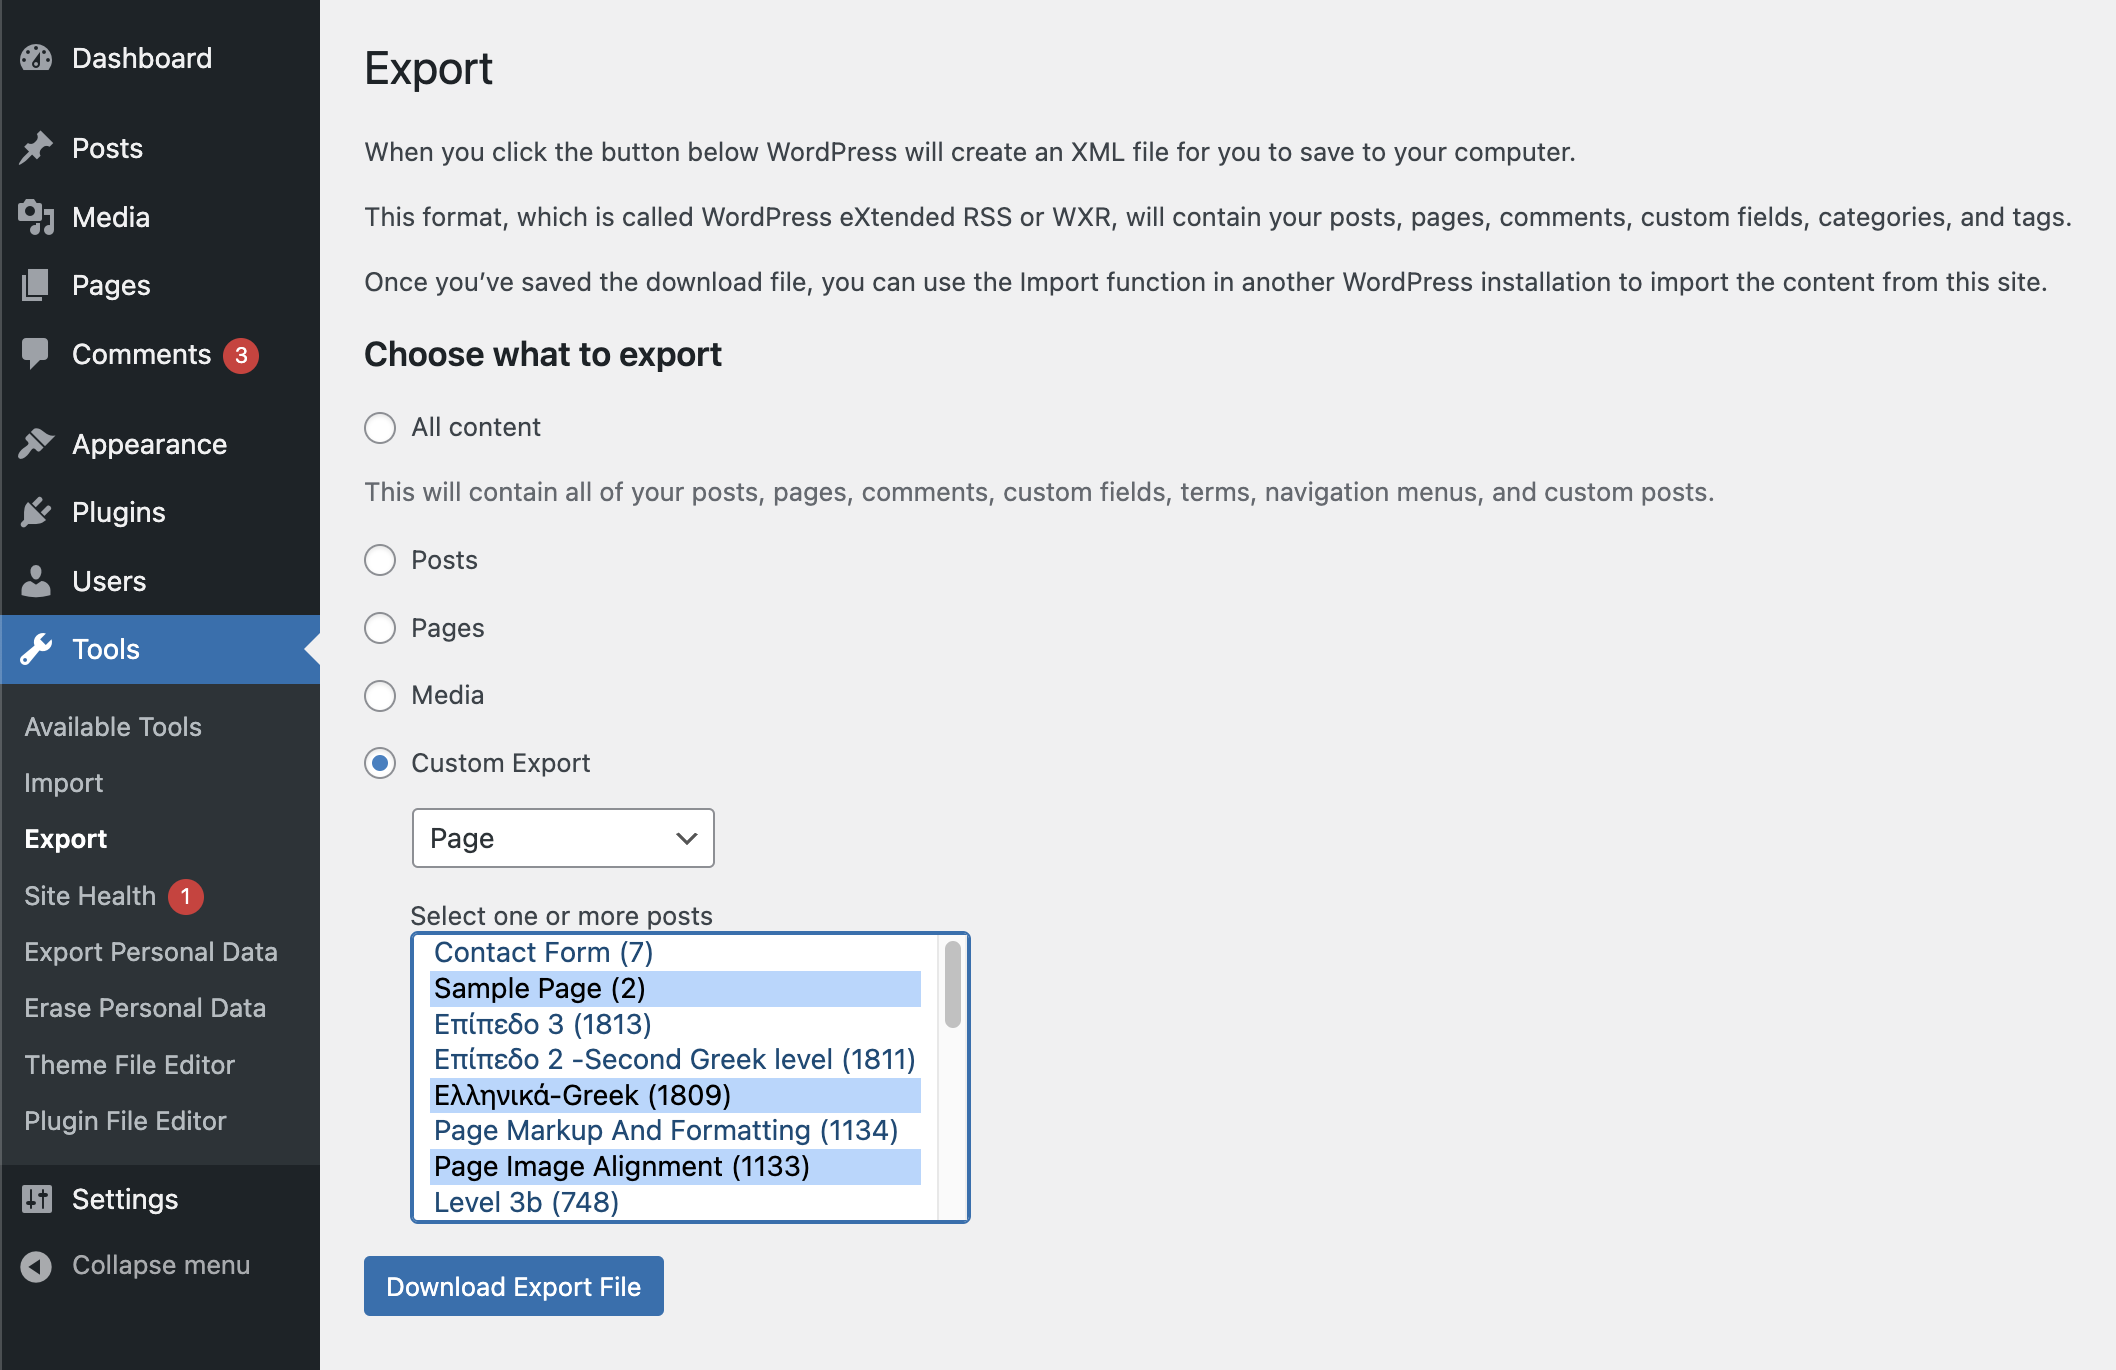 Dashboard
Posts
Media
Pages
Comments 3
Appearance
Plugins
Users
Tools
Available Tools
Import
Export
Site Health 1
Export Personal Data
Erase Personal Data
Theme File Editor
Plugin File Editor
Settings
Collapse menu
Export
When you click the button below WordPress will create an XML file for you to save to your computer.
This format, which is called WordPress eXtended RSS or WXR, will contain your posts, pages, comments, custom fields, categories, and tags.
Once you’ve saved the download file, you can use the Import function in another WordPress installation to import the content from this site.
Choose what to export
All content
This will contain all of your posts, pages, comments, custom fields, terms, navigation menus, and custom posts.
Posts
Pages
Media
Custom Export
Page
Select one or more posts
Contact Form (7)
Sample Page (2)
Επίπεδο 3 (1813)
Επίπεδο 2 -Second Greek level (1811)
Ελληνικά-Greek (1809)
Page Markup And Formatting (1134)
Page Image Alignment (1133)
Level 3b (748)
Download Export File